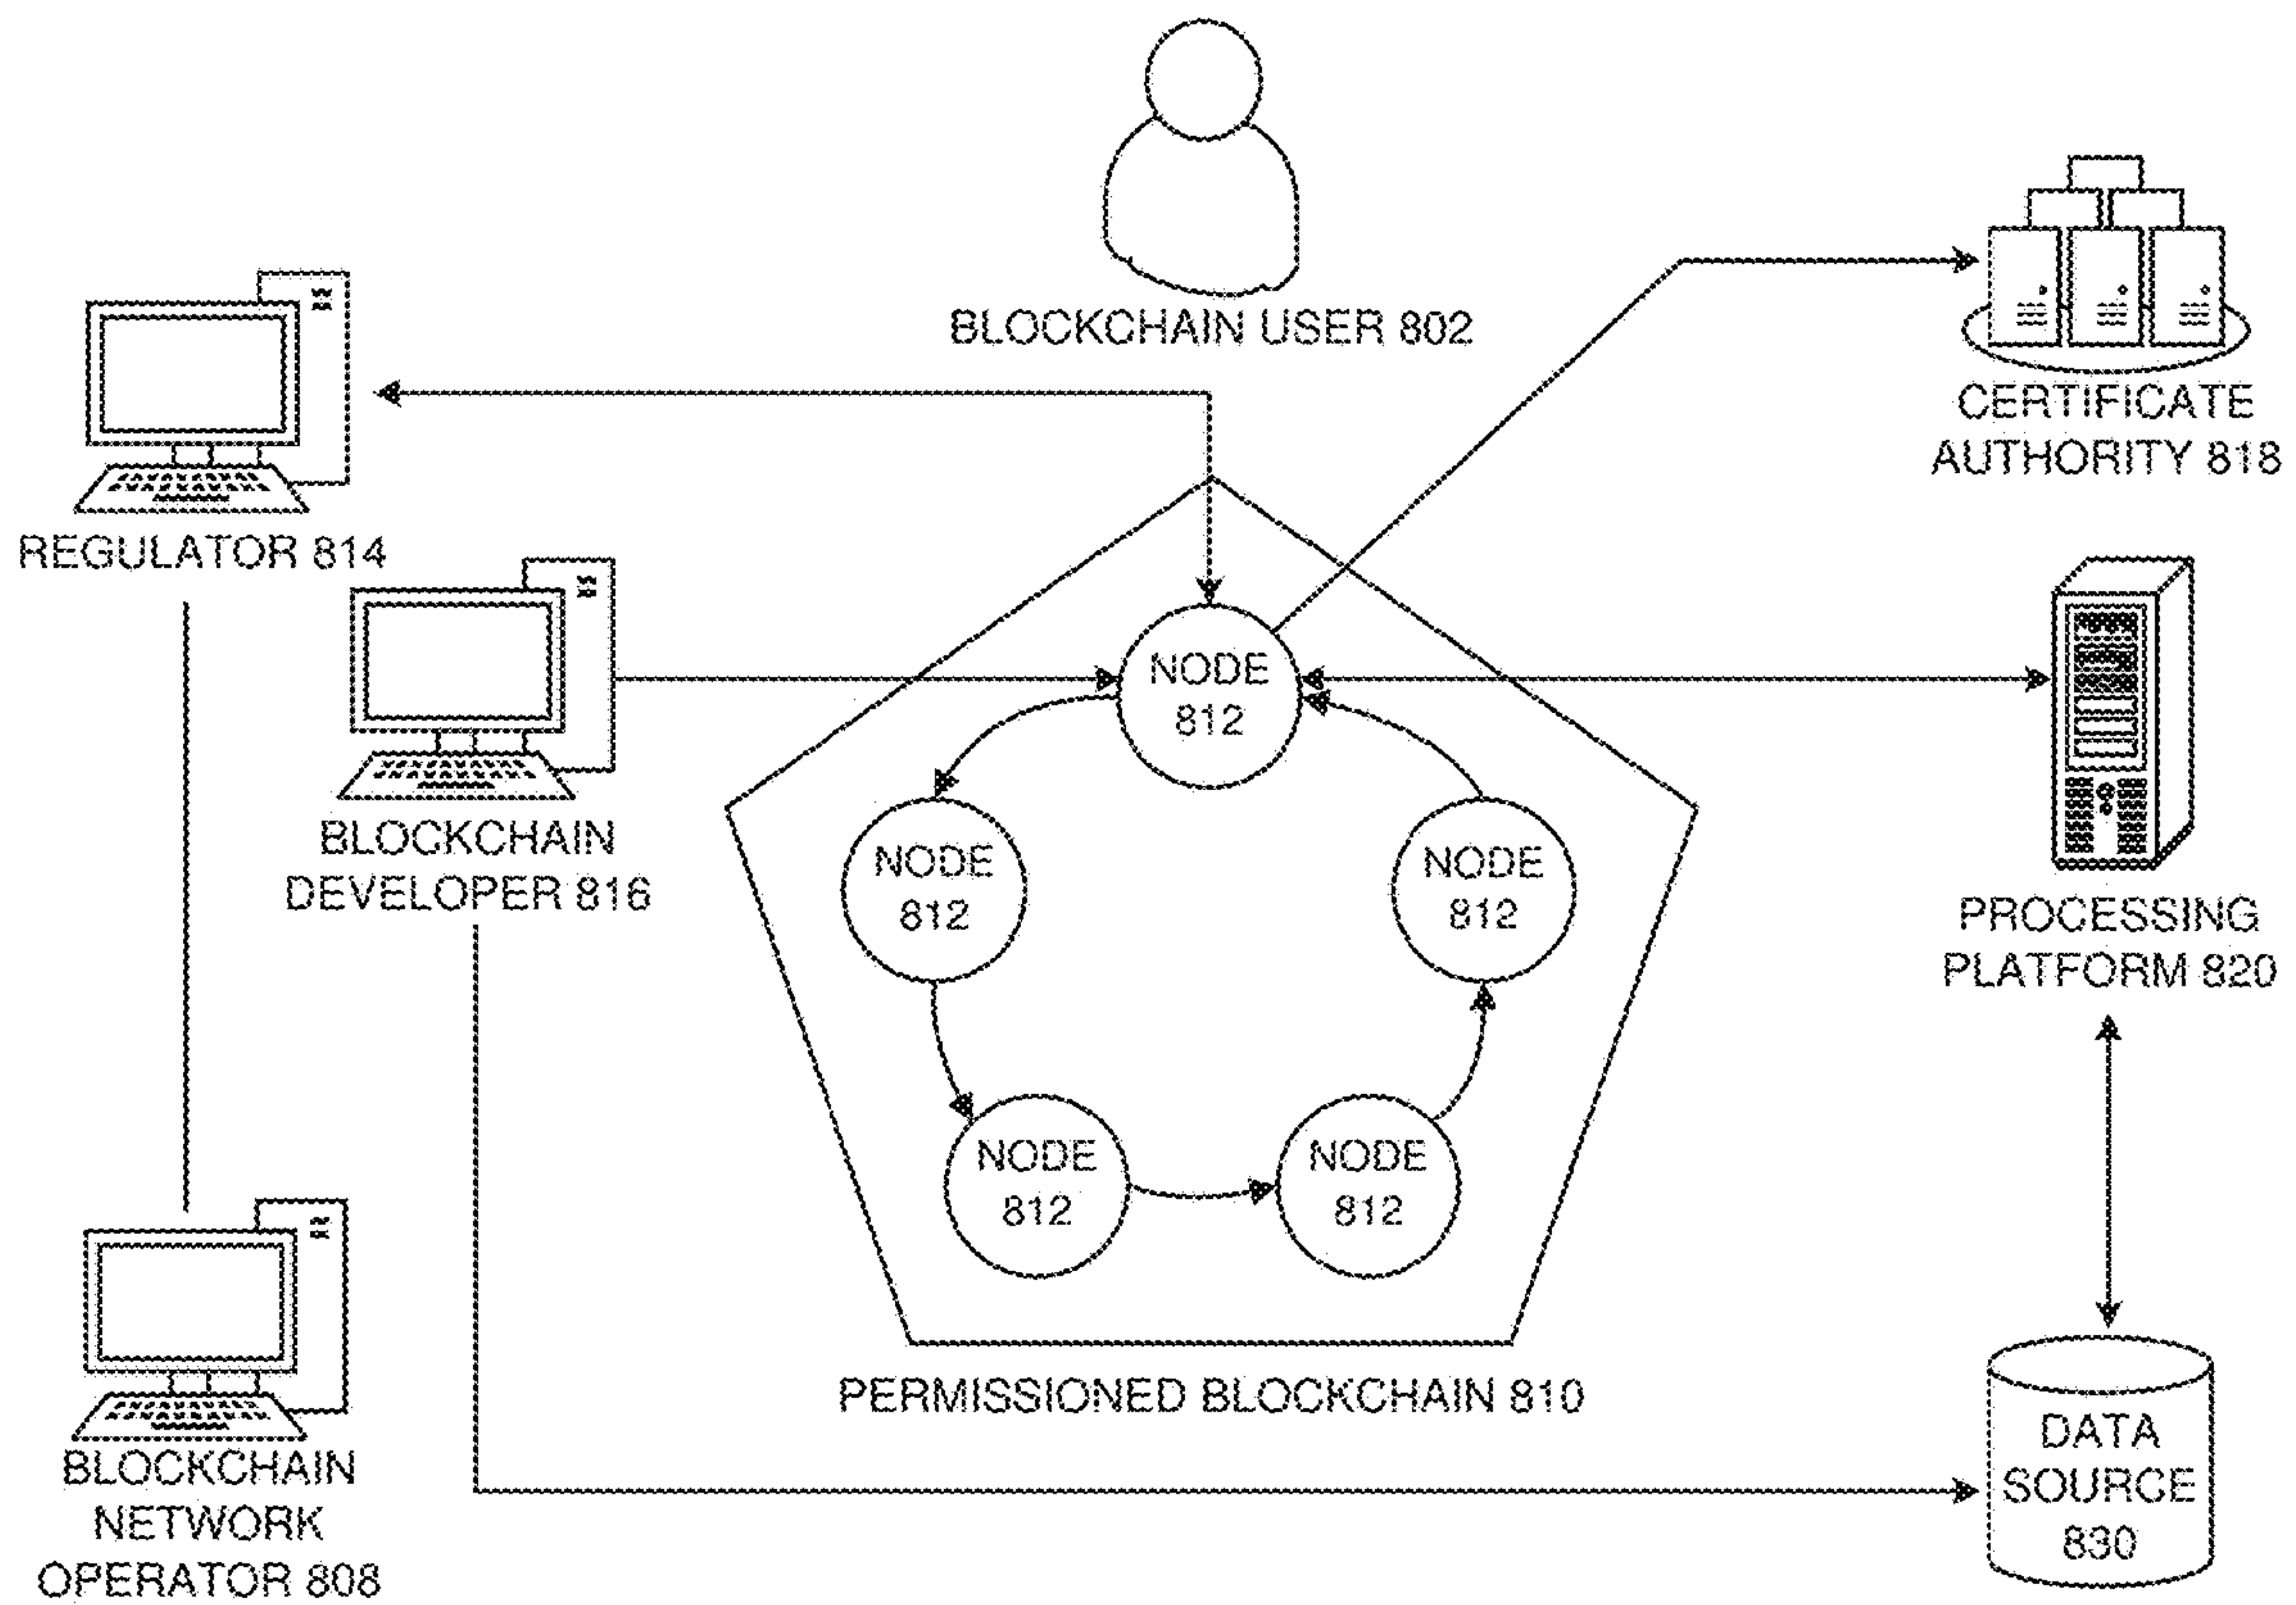 BLOCKCHAIN USER 802
CERTIFICATE
AUTHORITY 818
REGULATOR 814
NODE
812
BLOCKCHAIN
DEVELOPER 816
NODE
812
NODE
812
PROCESSING
PLATFORM 820
NODE
812
NODE
812
PERMISSIONED BLOCKCHAIN 810
BLOCKCHAIN
NETWORK
OPERATOR 808
DATA
SOURCE
830